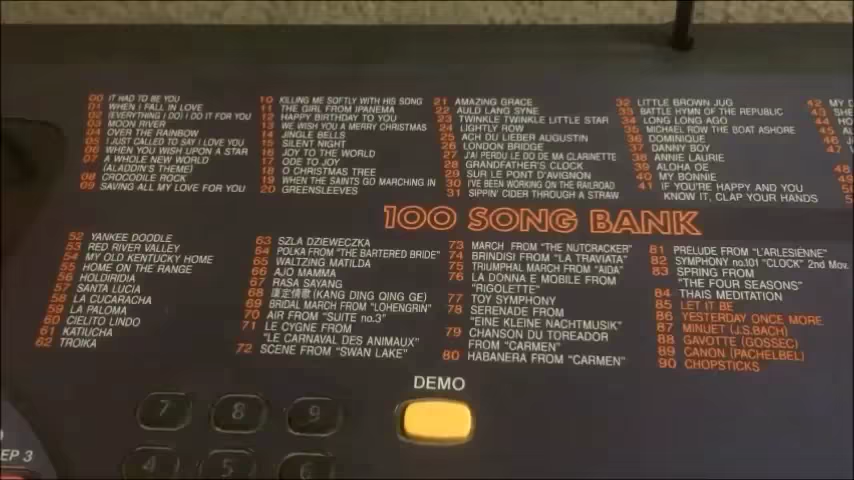 00 IT HAD TO BE YOU
01 WHEN I FALL IN LOVE
02 (EVERYTHING I DO) I DO IT FOR YOU
03 MOON RIVER
04 OVER THE RAINBOW
05 I JUST CALLED TO SAY I LOVE YOU
06 WHEN YOU WISH UPON A STAR
07 A WHOLE NEW WORLD
(ALADDIN'S THEME)
08 CROCODILE ROCK
09 SAVING ALL MY LOVE FOR YOU
10 KILLING ME SOFTLY WITH HIS SONG
11 THE GIRL FROM IPANEMA
12 HAPPY BIRTHDAY TO YOU
13 WE WISH YOU A MERRY CHRISTMAS
14 JINGLE BELLS
15 SILENT NIGHT
16 JOY TO THE WORLD
17 ODE TO JOY
18 O CHRISTMAS TREE
19 WHEN THE SAINTS GO MARCHING IN
20 GREENSLEEVES
21 AMAZING GRACE
22 AULD LANG SYNE
23 TWINKLE TWINKLE LITTLE STAR
24 LIGHTLY ROW
25 ACH DU LIEBER AUGUSTIN
26 LONDON BRIDGE
27 J'AI PERDU LE DO DE MA CLARINETTE
28 GRANDFATHER'S CLOCK
29 SUR LE PONT D'AVIGNON
30 I'VE BEEN WORKING ON THE RAILROAD
31 SIPPIN' CIDER THROUGH A STRAW
32 LITTLE BROWN JUG
33 BATTLE HYMN OF THE REPUBLIC
34 LONG LONG AGO
35 MICHAEL ROW THE BOAT ASHORE
36 DOMINIQUE
37 DANNY BOY
38 ANNIE LAURIE
39 ALOHA OE
40 MY BONNIE
41 IF YOU'RE HAPPY AND YOU
KNOW IT, CLAP YOUR HANDS
42 MY
43 SHE
44
45
46
47
48
49
100 SONG BANK
52 YANKEE DOODLE
53 RED RIVER VALLEY
54 MY OLD KENTUCKY HOME
55 HOME ON THE RANGE
56 HOLDIRIDIA
57 SANTA LUCIA
58 LA CUCARACHA
59 LA PALOMA
60 CIELITO LINDO
61 KATIUCHA
62 TROIKA
63 SZLA DZIEWECZKA
64 POLKA FROM "THE BARTERED BRIDE"
65 WALTZING MATILDA
66 AJO MAMMA
67 RASA SAYANG
68 康定情歌 (KANG DING QING GE)
69 BRIDAL MARCH FROM "LOHENGRIN"
70 AIR FROM "SUITE no.3"
71 LE CYGNE FROM
"LE CARNAVAL DES ANIMAUX"
72 SCENE FROM "SWAN LAKE"
73 MARCH FROM "THE NUTCRACKER"
74 BRINDISI FROM "LA TRAVIATA"
75 TRIUMPHAL MARCH FROM "AIDA"
76 LA DONNA E MOBILE FROM
"RIGOLETTE"
77 TOY SYMPHONY
78 SERENADE FROM
"EINE KLEINE NACHTMUSIK"
79 CHANSON DU TOREADOR
FROM "CARMEN"
80 HABANERA FROM "CARMEN"
81 PRELUDE FROM "L'ARLESIENNE"
82 SYMPHONY no.101 "CLOCK" 2nd Mov.
83 SPRING FROM
"THE FOUR SEASONS"
84 THAIS MEDITATION
85 LET IT BE
86 YESTERDAY ONCE MORE
87 MINUET (J.S.BACH)
88 GAVOTTE (GOSSEC)
89 CANON (PACHELBEL)
90 CHOPSTICKS
DEMO
7 8 9
4 5 6
EP 3